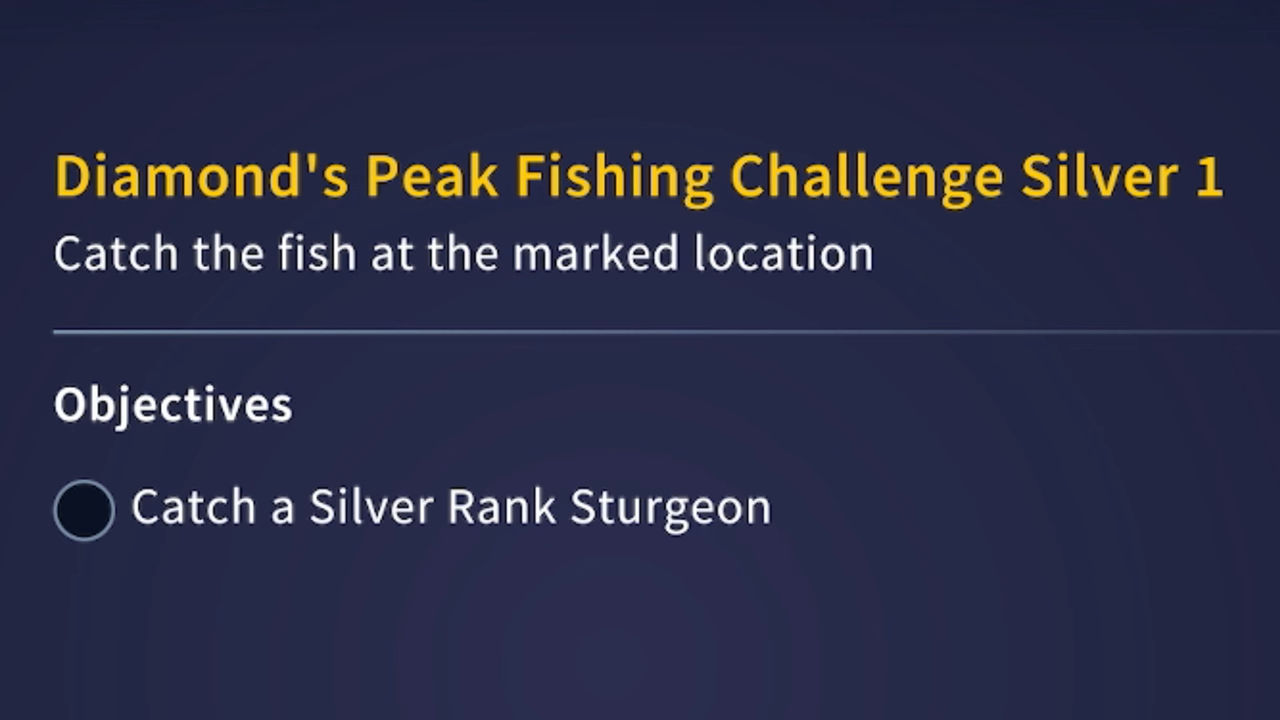 Diamond's Peak Fishing Challenge Silver 1
Catch the fish at the marked location
Objectives
Catch a Silver Rank Sturgeon